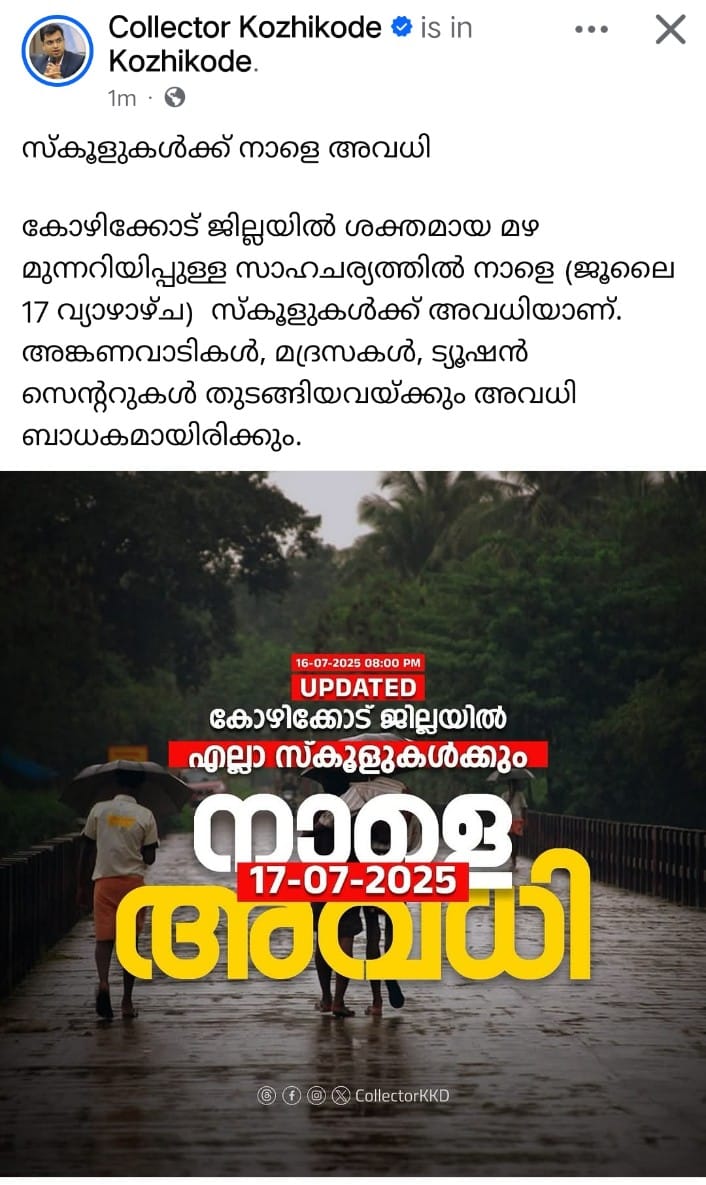 Collector Kozhikode is in
Kozhikode.
1m ·
സ്കൂളുകൾക്ക് നാളെ അവധി
കോഴിക്കോട് ജില്ലയിൽ ശക്തമായ മഴ
മുന്നറിയിപ്പുള്ള സാഹചര്യത്തിൽ നാളെ (ജൂലൈ
17 വ്യാഴാഴ്ച) സ്കൂളുകൾക്ക് അവധിയാണ്.
അങ്കണവാടികൾ, മദ്രസകൾ, ട്യൂഷൻ
സെന്ററുകൾ തുടങ്ങിയവയ്ക്കും അവധി
ബാധകമായിരിക്കും.
16-07-2025 08:00 PM
UPDATED
കോഴിക്കോട് ജില്ലയിൽ
എല്ലാ സ്കൂളുകൾക്കും
നാളെ
17-07-2025
അവധി
CollectorKKD